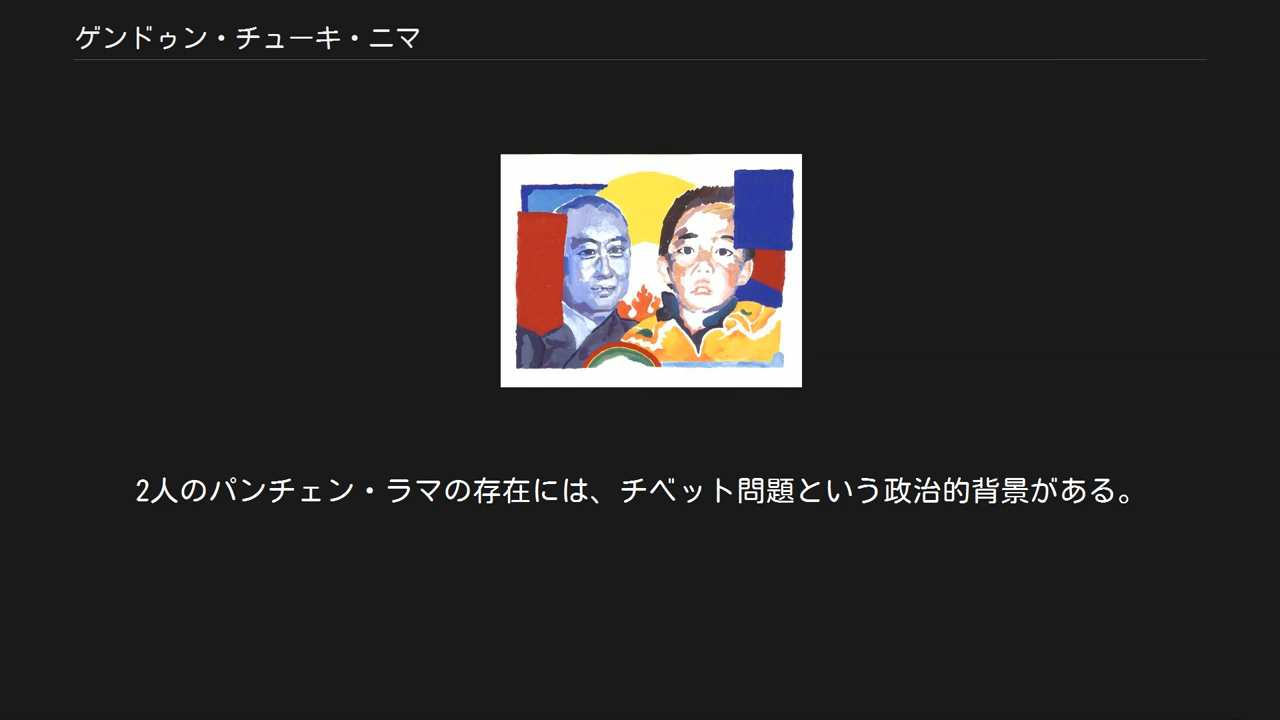 ゲンドゥン・チューキ・ニマ
2人のパンチェン・ラマの存在には、チベット問題という政治的背景がある。